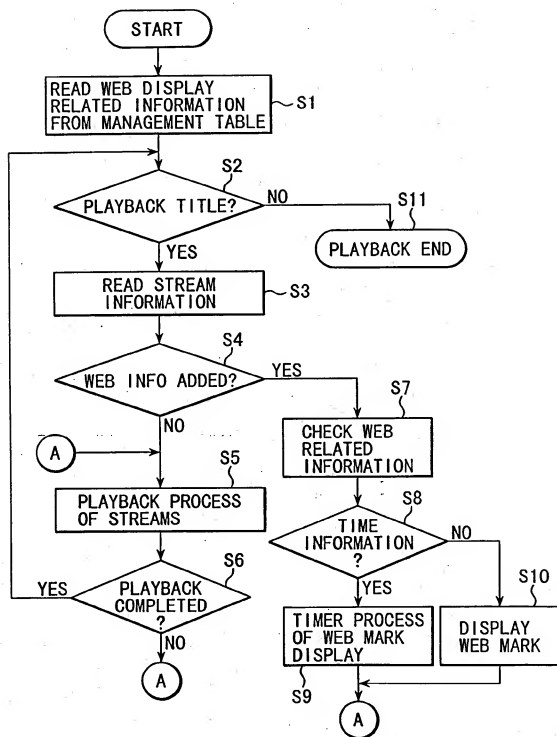 START
READ WEB DISPLAY
RELATED INFORMATION
FROM MANAGEMENT TABLE
S1
S2
PLAYBACK TITLE?
NO
S11
PLAYBACK END
YES
READ STREAM
INFORMATION
S3
S4
WEB INFO ADDED?
YES
NO
S7
CHECK WEB
RELATED
INFORMATION
A
S5
PLAYBACK PROCESS
OF STREAMS
S8
TIME
INFORMATION
?
NO
YES
S6
YES
PLAYBACK
COMPLETED
?
NO
A
S10
TIMER PROCESS
OF WEB MARK
DISPLAY
S9
DISPLAY
WEB MARK
A